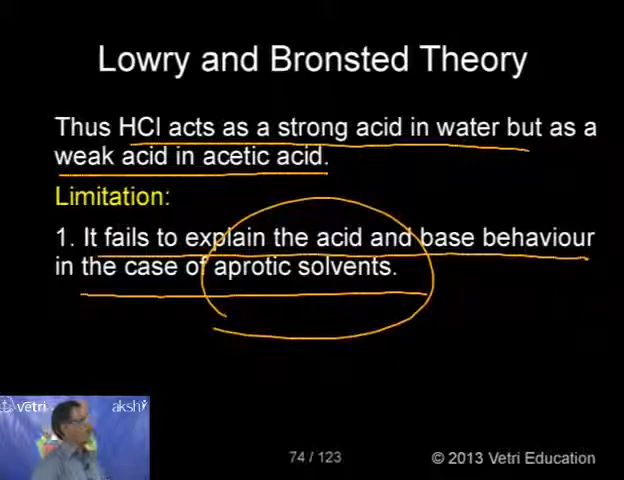 Lowry and Bronsted Theory
Thus HCl acts as a strong acid in water but as a
weak acid in acetic acid.
Limitation:
1. It fails to explain the acid and base behaviour
in the case of aprotic solvents.
vetri akshi
74 / 123
© 2013 Vetri Education